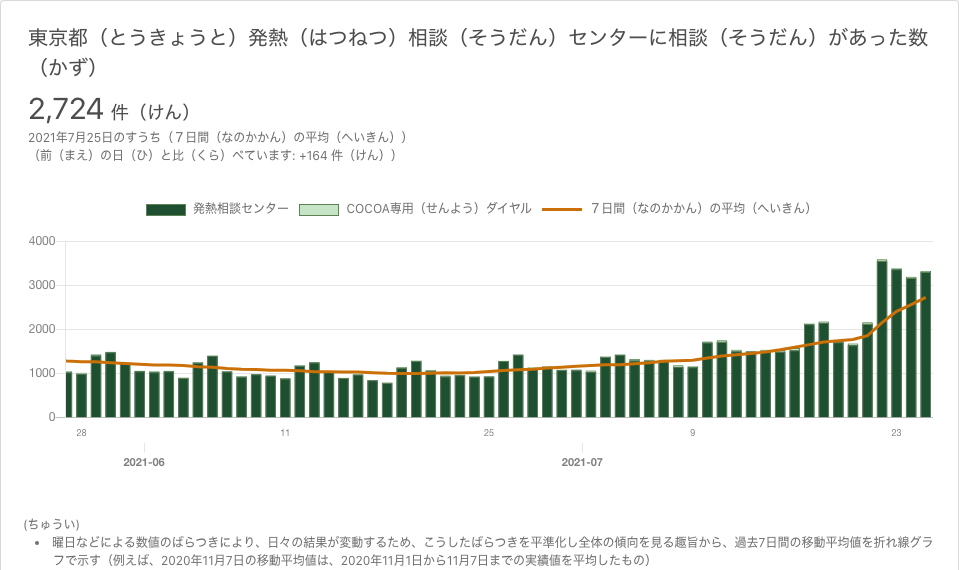 東京都（とうきょうと）発熱（はつねつ）相談（そうだん）センターに相談（そうだん）があった数
（かず）
2,724 件（けん）
2021年7月25日のすうち（７日間（なのかかん）の平均（へいきん））
（前（まえ）の日（ひ）と比（くら）べています: +164 件（けん））
発熱相談センター COCOA専用（せんよう）ダイヤル ７日間（なのかかん）の平均（へいきん）
4000
3000
2000
1000
0
28 11 25 9 23
2021-06 2021-07
(ちゅうい)
• 曜日などによる数値のばらつきにより、日々の結果が変動するため、こうしたばらつきを平準化し全体の傾向を見る趣旨から、過去7日間の移動平均値を折れ線グラ
フで示す（例えば、2020年11月7日の移動平均値は、2020年11月1日から11月7日までの実績値を平均したもの）